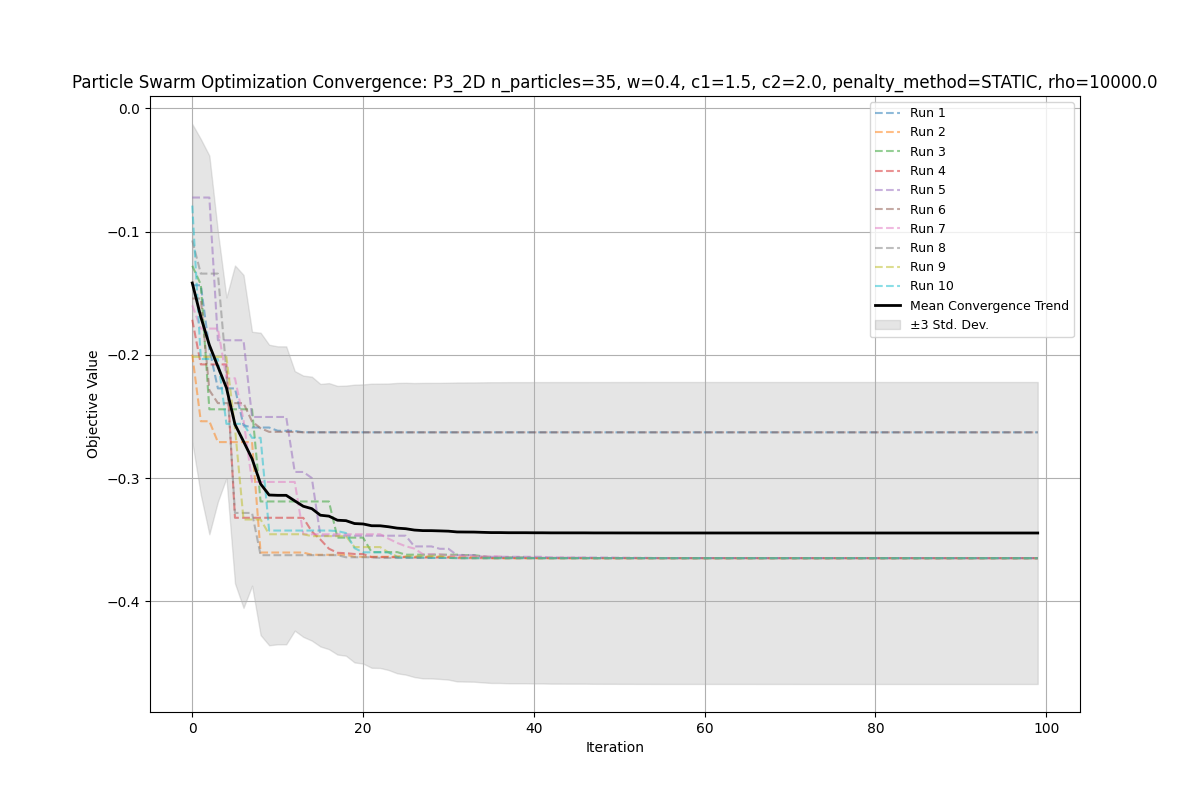 Particle Swarm Optimization Convergence: P3_2D n_particles=35, w=0.4, c1=1.5, c2=2.0, penalty_method=STATIC, rho=10000.0
0.0
−0.1
−0.2
−0.3
−0.4
Objective Value
0
20
40
60
80
100
Iteration
Run 1
Run 2
Run 3
Run 4
Run 5
Run 6
Run 7
Run 8
Run 9
Run 10
Mean Convergence Trend
±3 Std. Dev.